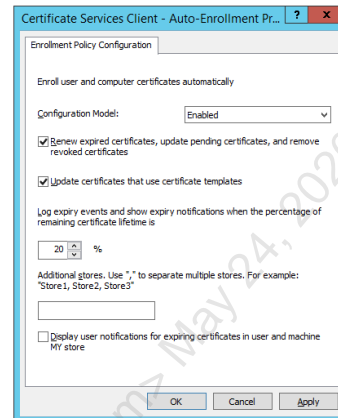 Certificate Services Client - Auto-Enrollment Pr...
?
x
Enrollment Policy Configuration
Enroll user and computer certificates automatically
Configuration Model:
Enabled
Renew expired certificates, update pending certificates, and remove
revoked certificates
Update certificates that use certificate templates
Log expiry events and show expiry notifications when the percentage of
remaining certificate lifetime is
20 %
Additional stores. Use "," to separate multiple stores. For example:
"Store1, Store2, Store3"
Display user notifications for expiring certificates in user and machine
MY store
OK
Cancel
Apply
m> May 24, 202